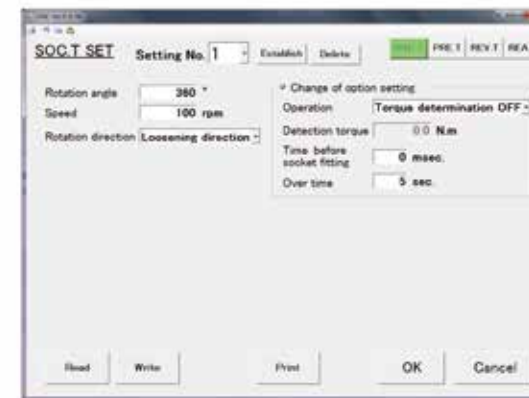 SOC.T SET Setting No. 1 Establish Delete PRE.T REV.T REA
Rotation angle 360 °
Speed 100 rpm
Rotation direction Loosening direction
Change of option setting
Operation Torque determination OFF
Detection torque 0.0 N.m
Time before
socket fitting 0 msec.
Over time 5 sec.
Read Write Print OK Cancel